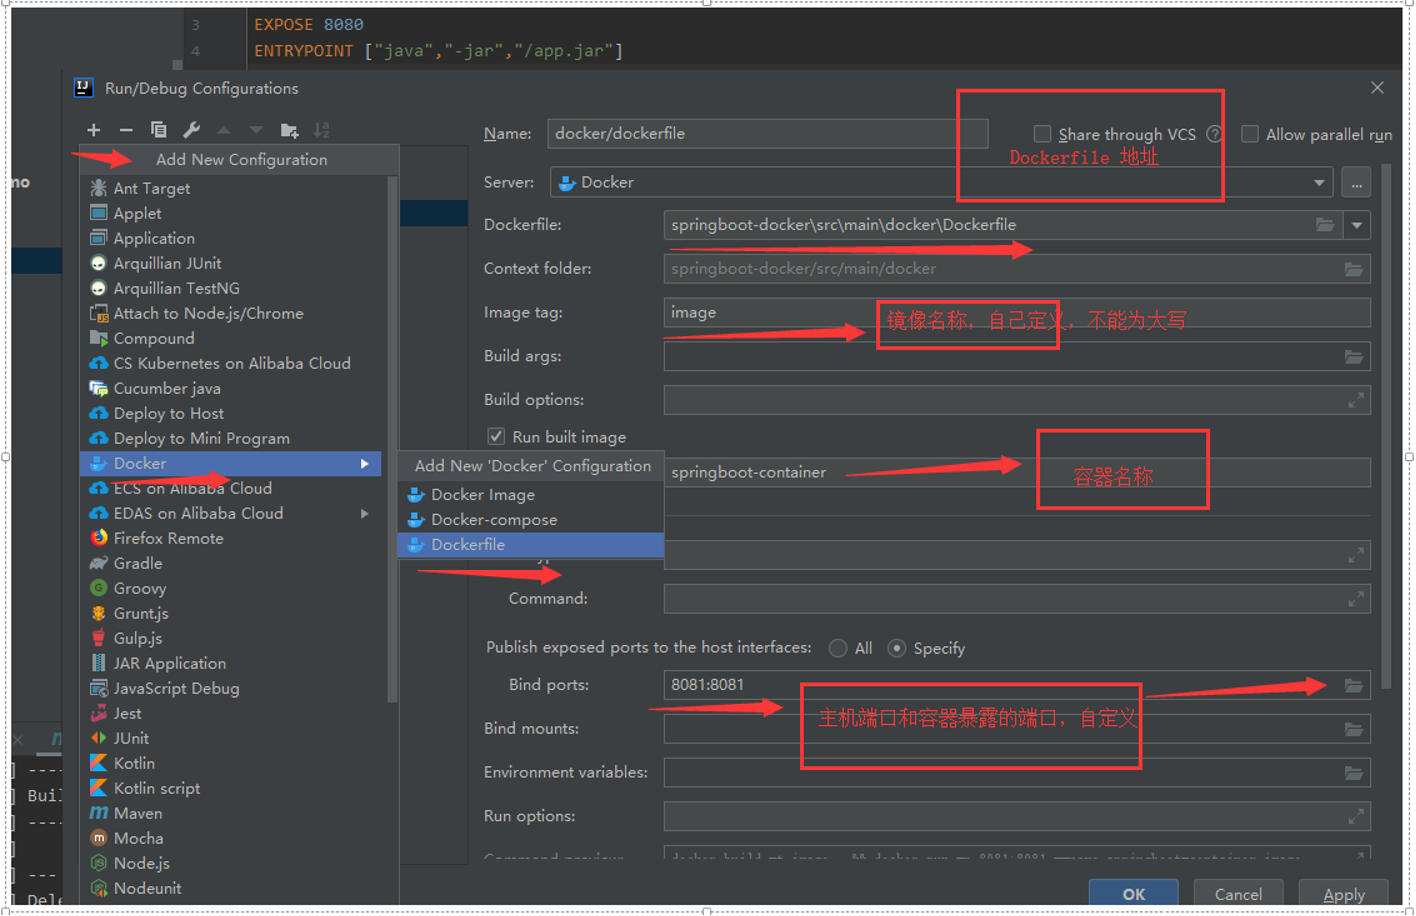 3 EXPOSE 8080
4 ENTRYPOINT ["java","-jar","/app.jar"]
Run/Debug Configurations
Add New Configuration
Ant Target
Applet
Application
Arquillian JUnit
Arquillian TestNG
Attach to Node.js/Chrome
Compound
CS Kubernetes on Alibaba Cloud
Cucumber java
Deploy to Host
Deploy to Mini Program
Docker
ECS on Alibaba Cloud
EDAS on Alibaba Cloud
Firefox Remote
Gradle
Groovy
Grunt.js
Gulp.js
JAR Application
JavaScript Debug
Jest
JUnit
Kotlin
Kotlin script
Maven
Mocha
Node.js
Nodeunit
Add New 'Docker' Configuration
Docker Image
Docker-compose
Dockerfile
Name: docker/dockerfile
Share through VCS
Allow parallel run
Dockerfile 地址
Server: Docker
...
Dockerfile: springboot-docker\src\main\docker\Dockerfile
Context folder: springboot-docker/src/main/docker
Image tag: image
镜像名称，自己定义，不能为大写
Build args:
Build options:
Run built image
springboot-container
容器名称
Command:
Publish exposed ports to the host interfaces: All Specify
Bind ports: 8081:8081
主机端口和容器暴露的端口，自定义
Bind mounts:
Environment variables:
Run options:
OK
Cancel
Apply